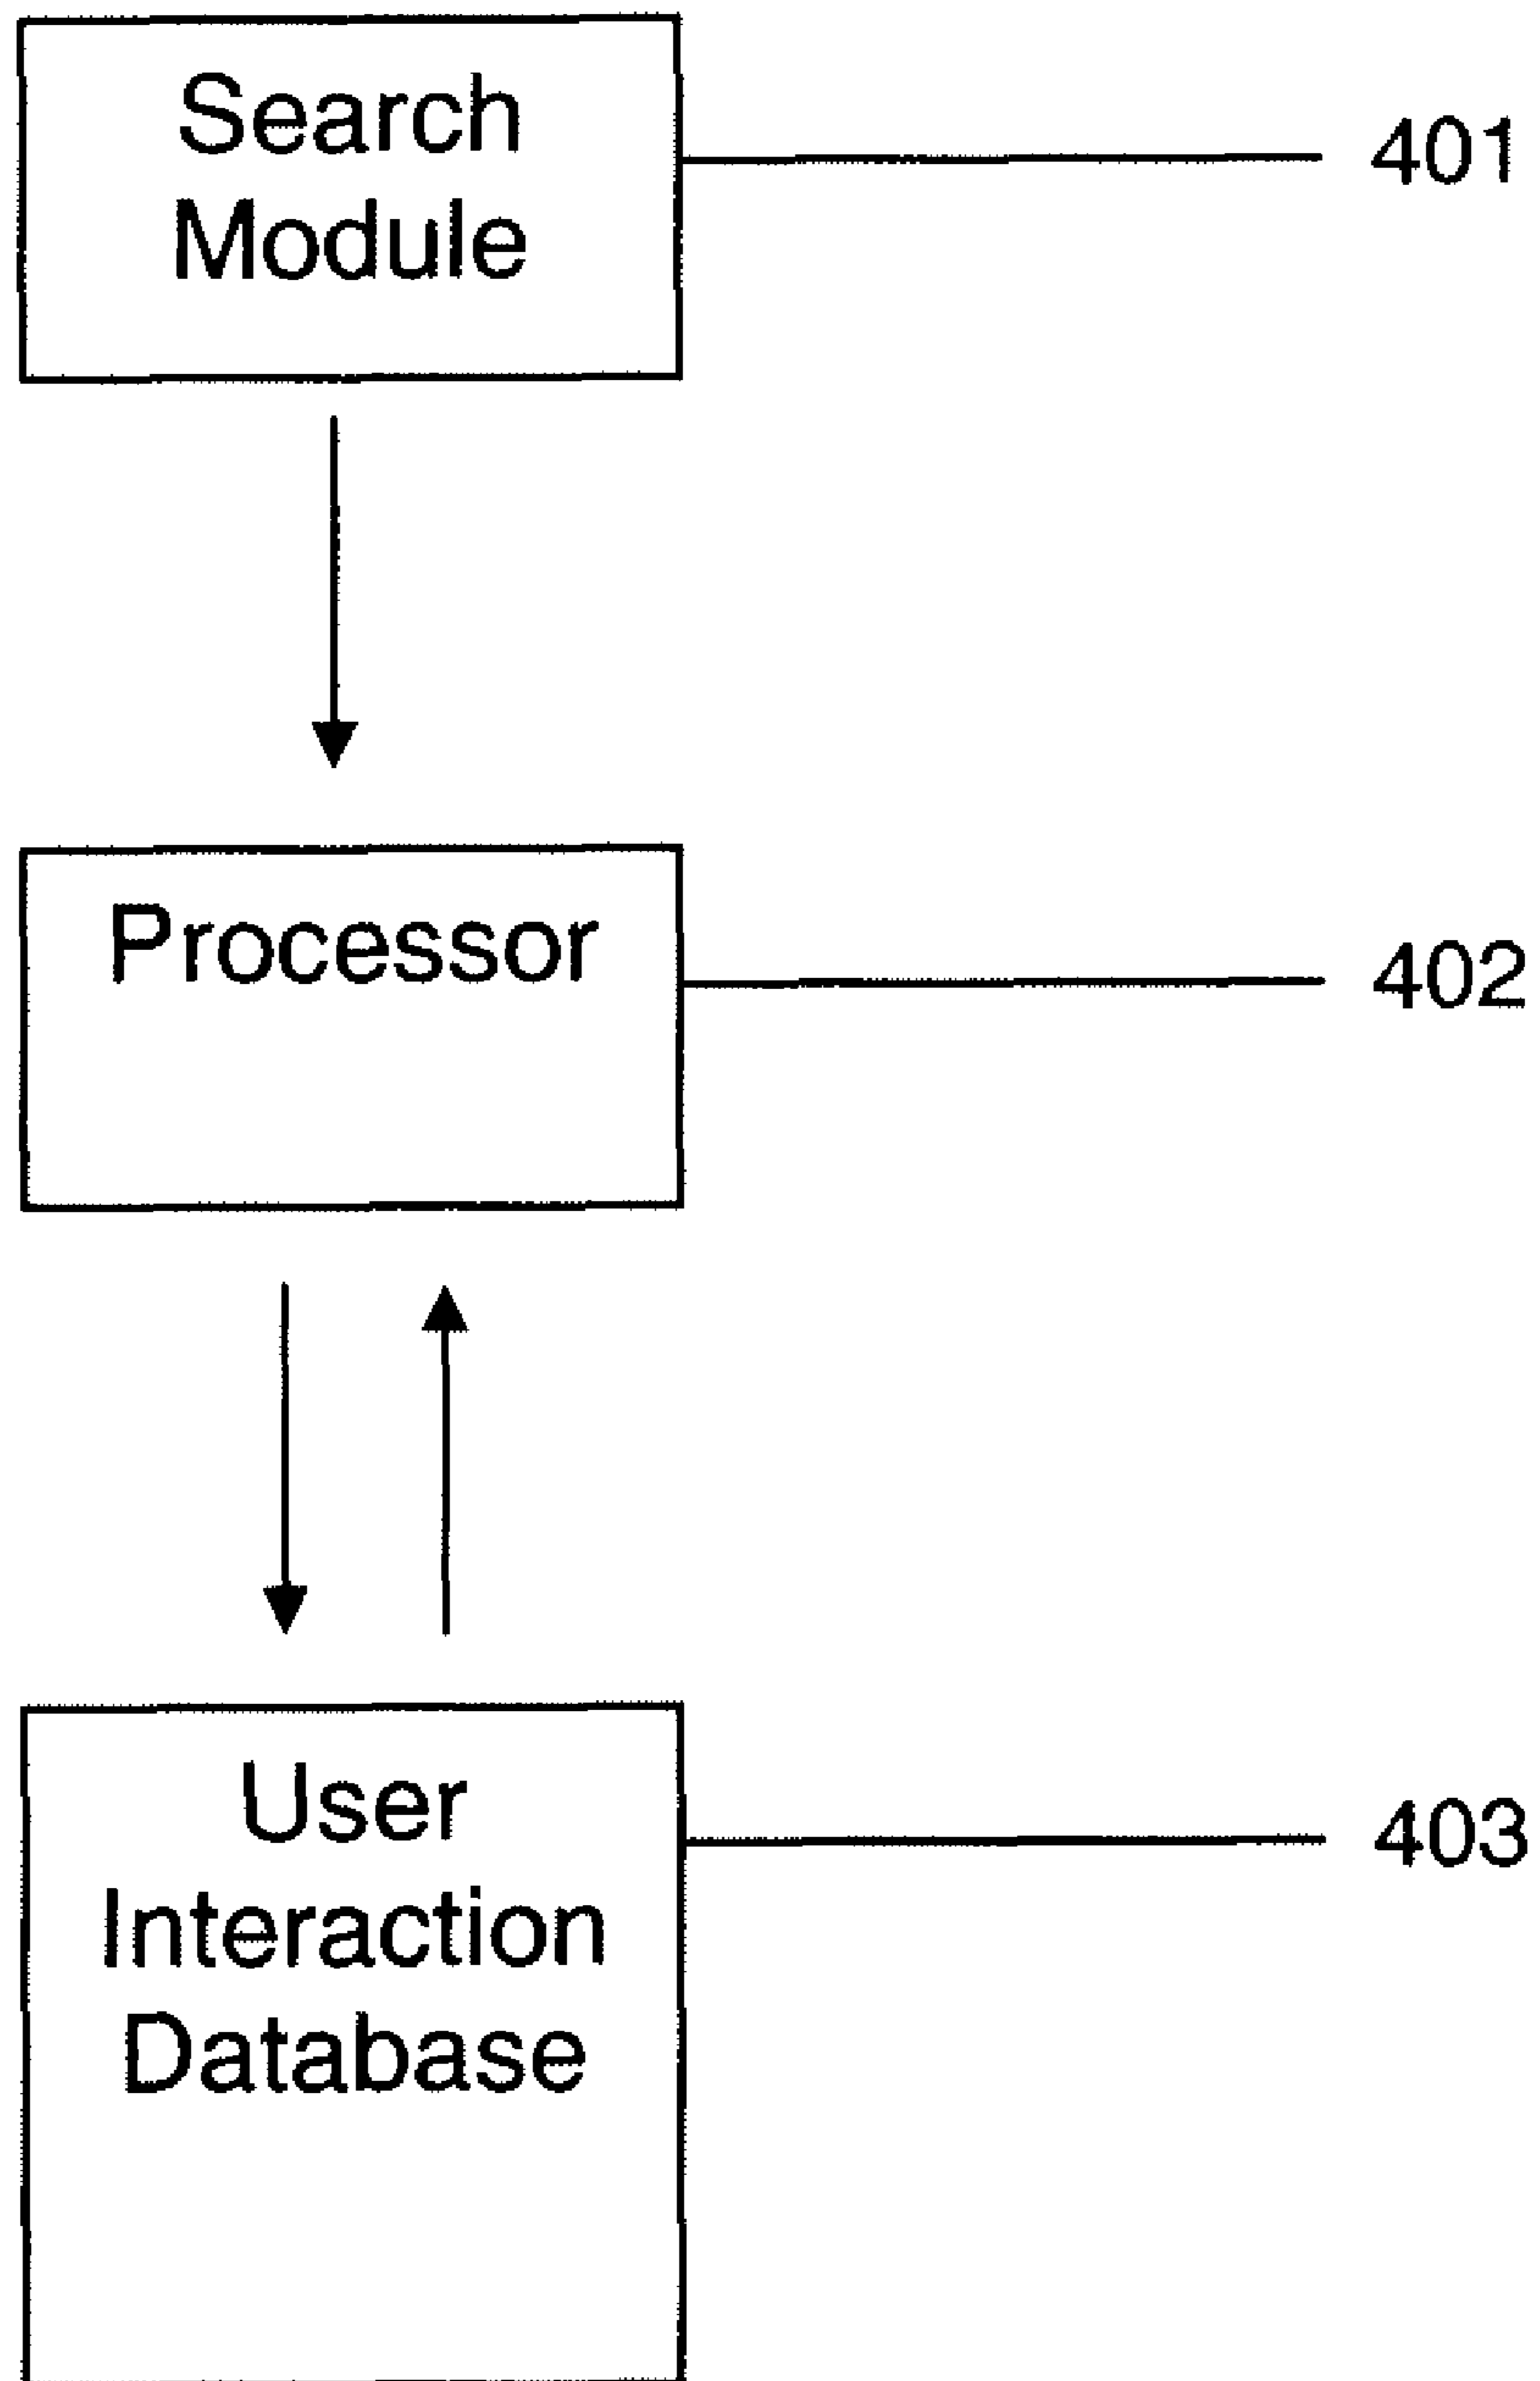 Search
Module
401
Processor
402
User
Interaction
Database
403